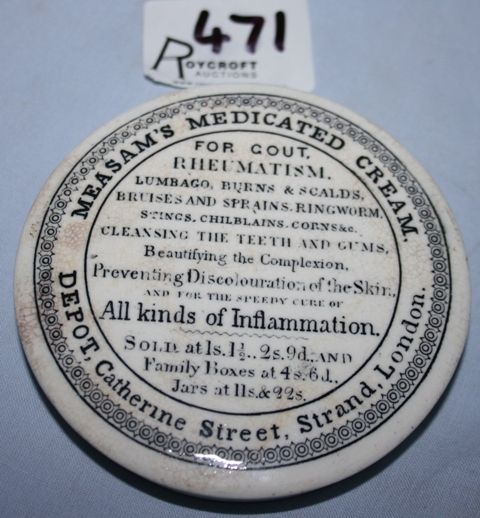 471
ROYCROFT
AUCTIONS
MEASAM'S MEDICATED CREAM.
FOR GOUT,
RHEUMATISM.
LUMBAGO, BURNS & SCALDS,
BRUISES AND SPRAINS. RINGWORM,
STINGS, CHILBLAINS, CORNS &c.
CLEANSING THE TEETH AND GUMS,
Beautifying the Complexion,
Preventing Discolouration of the Skin,
AND FOR THE SPEEDY CURE OF
All kinds of Inflammation.
SOLD at 1s. 1½.. 2s. 9d., AND
Family Boxes at 4s. 6d.,
Jars at 11s. & 22s.
DEPOT, Catherine Street, Strand, London.